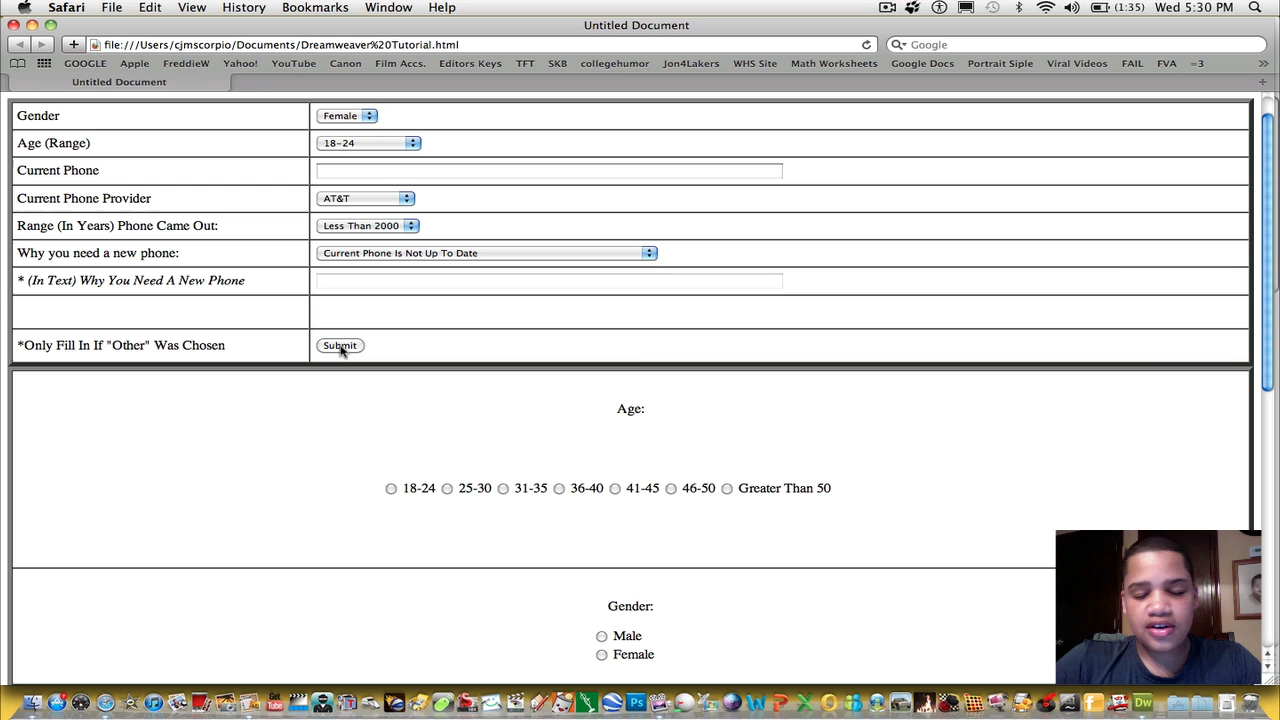 Safari File Edit View History Bookmarks Window Help (1:35) Wed 5:30 PM
Untitled Document
file:///Users/cjmscorpio/Documents/Dreamweaver%20Tutorial.html Google
GOOGLE Apple FreddieW Yahoo! YouTube Canon Film Accs. Editors Keys TFT SKB collegehumor Jon4Lakers WHS Site Math Worksheets Google Docs Portrait Siple Viral Videos FAIL FVA =3
Untitled Document
Gender Female
Age (Range) 18-24
Current Phone
Current Phone Provider AT&T
Range (In Years) Phone Came Out: Less Than 2000
Why you need a new phone: Current Phone Is Not Up To Date
* (In Text) Why You Need A New Phone
*Only Fill In If "Other" Was Chosen Submit
Age:
18-24 25-30 31-35 36-40 41-45 46-50 Greater Than 50
Gender:
Male
Female
Get Tube W P X Ps f Dw